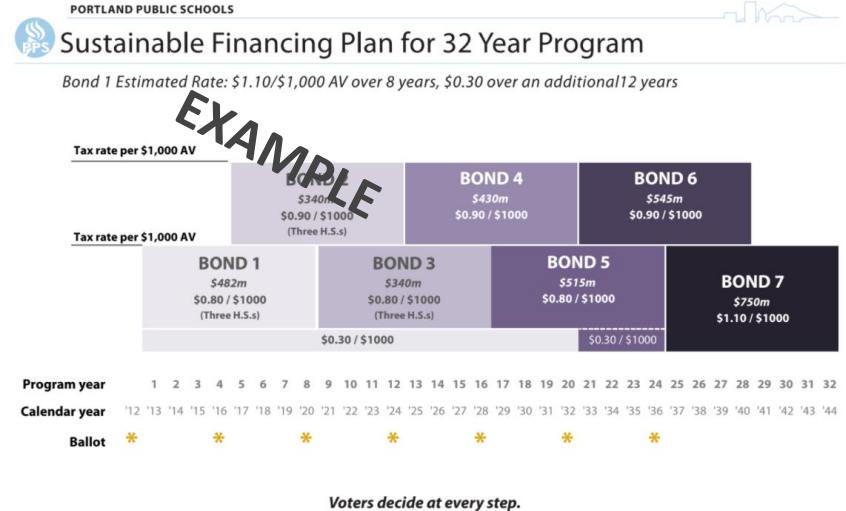 PORTLAND PUBLIC SCHOOLS
PPS
Sustainable Financing Plan for 32 Year Program
Bond 1 Estimated Rate: $1.10/$1,000 AV over 8 years, $0.30 over an additional12 years
EXAMPLE
Tax rate per $1,000 AV
BOND 2
$340m
$0.90 / $1000
(Three H.S.s)
BOND 4
$430m
$0.90 / $1000
BOND 6
$545m
$0.90 / $1000
Tax rate per $1,000 AV
BOND 1
$482m
$0.80 / $1000
(Three H.S.s)
BOND 3
$340m
$0.80 / $1000
(Three H.S.s)
BOND 5
$515m
$0.80 / $1000
BOND 7
$750m
$1.10 / $1000
$0.30 / $1000
$0.30 / $1000
Program year 1 2 3 4 5 6 7 8 9 10 11 12 13 14 15 16 17 18 19 20 21 22 23 24 25 26 27 28 29 30 31 32
Calendar year '12 '13 '14 '15 '16 '17 '18 '19 '20 '21 '22 '23 '24 '25 '26 '27 '28 '29 '30 '31 '32 '33 '34 '35 '36 '37 '38 '39 '40 '41 '42 '43 '44
Ballot * * * * * * *
Voters decide at every step.